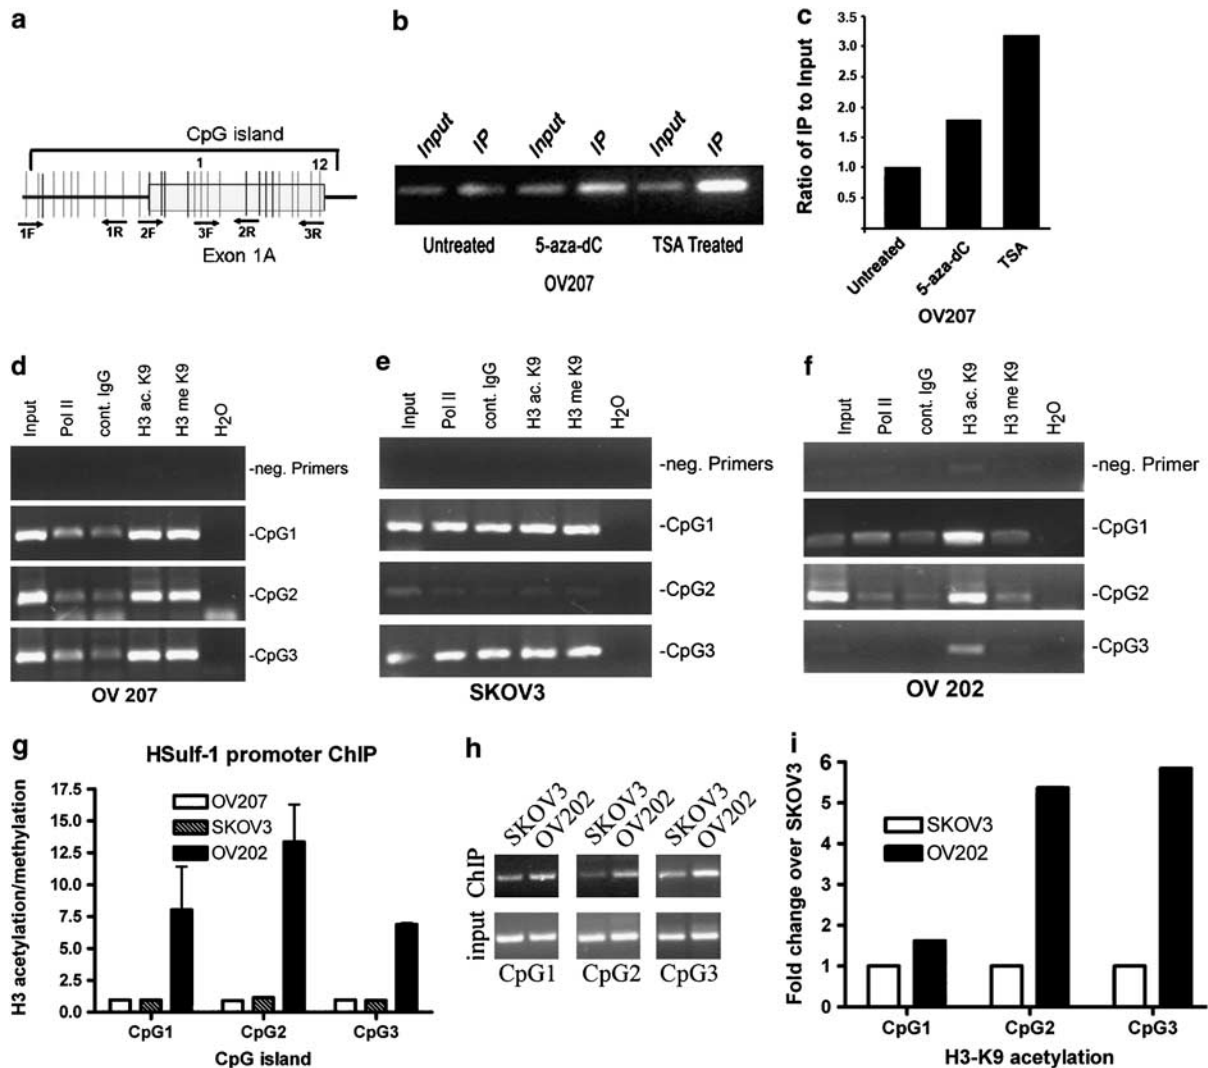 a
CpG island
1 12
1F 1R 2F 3F 2R 3R
Exon 1A
b
Input IP Input IP Input IP
Untreated 5-aza-dC TSA Treated
OV207
c
Ratio of IP to Input
3.5
3.0
2.5
2.0
1.5
1.0
0.5
Untreated 5-aza-dC TSA
OV207
d
Input Pol II cont. IgG H3 ac. K9 H3 me K9 H2O
-neg. Primers
-CpG1
-CpG2
-CpG3
OV 207
e
Input Pol II cont. IgG H3 ac. K9 H3 me K9 H2O
-neg. Primers
-CpG1
-CpG2
-CpG3
SKOV3
f
Input Pol II cont. IgG H3 ac. K9 H3 me K9 H2O
-neg. Primer
-CpG1
-CpG2
-CpG3
OV 202
g
HSulf-1 promoter ChIP
H3 acetylation/methylation
17.5
15.0
12.5
10.0
7.5
5.0
2.5
0.0
OV207
SKOV3
OV202
CpG1 CpG2 CpG3
CpG island
h
SKOV3 OV202 SKOV3 OV202 SKOV3 OV202
ChIP
input
CpG1 CpG2 CpG3
i
Fold change over SKOV3
6
5
4
3
2
1
0
SKOV3
OV202
CpG1 CpG2 CpG3
H3-K9 acetylation